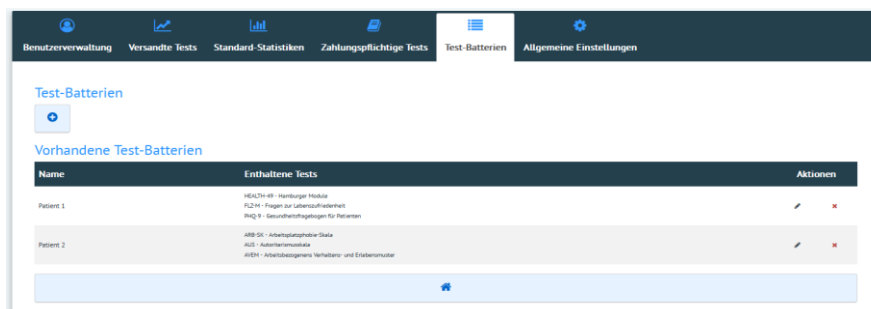 Benutzerverwaltung Versandte Tests Standard-Statistiken Zahlungspflichtige Tests Test-Batterien Allgemeine Einstellungen
Test-Batterien
Vorhandene Test-Batterien
Name Enthaltene Tests Aktionen
HEALTH-49 - Hamburger Module
Patient 1 FLZ-M - Fragen zur Lebenszufriedenheit
PHQ-9 - Gesundheitsfragebogen für Patienten
ARB-SK - Arbeitsplatzphobie-Skala
Patient 2 AUS - Autoritarismusskala
AVEM - Arbeitsbezogenens Verhaltens- und Erlebensmuster